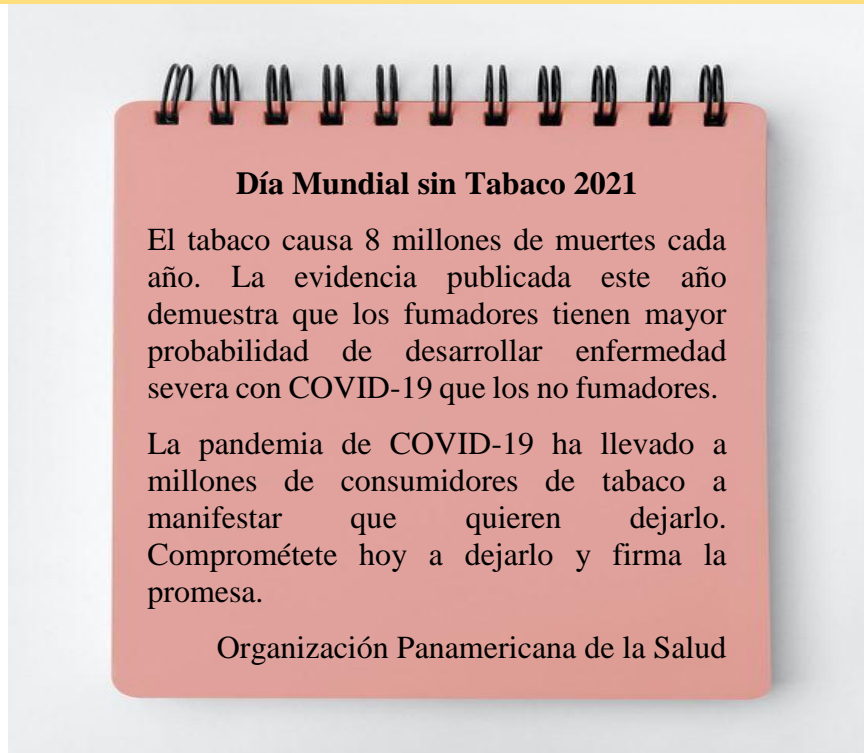 Día Mundial sin Tabaco 2021
El tabaco causa 8 millones de muertes cada
año. La evidencia publicada este año
demuestra que los fumadores tienen mayor
probabilidad de desarrollar enfermedad
severa con COVID-19 que los no fumadores.
La pandemia de COVID-19 ha llevado a
millones de consumidores de tabaco a
manifestar que quieren dejarlo.
Comprométete hoy a dejarlo y firma la
promesa.
Organización Panamericana de la Salud